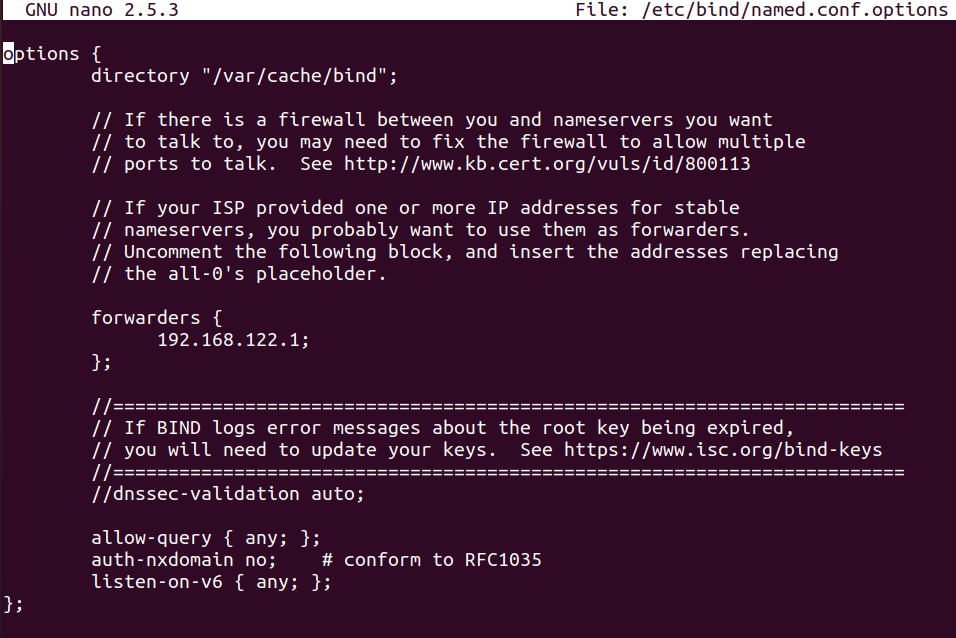 GNU nano 2.5.3 File: /etc/bind/named.conf.options
options {
directory "/var/cache/bind";
// If there is a firewall between you and nameservers you want
// to talk to, you may need to fix the firewall to allow multiple
// ports to talk.  See http://www.kb.cert.org/vuls/id/800113
// If your ISP provided one or more IP addresses for stable
// nameservers, you probably want to use them as forwarders.
// Uncomment the following block, and insert the addresses replacing
// the all-0's placeholder.
forwarders {
192.168.122.1;
};
//========================================================================
// If BIND logs error messages about the root key being expired,
// you will need to update your keys.  See https://www.isc.org/bind-keys
//========================================================================
//dnssec-validation auto;
allow-query { any; };
auth-nxdomain no;    # conform to RFC1035
listen-on-v6 { any; };
};